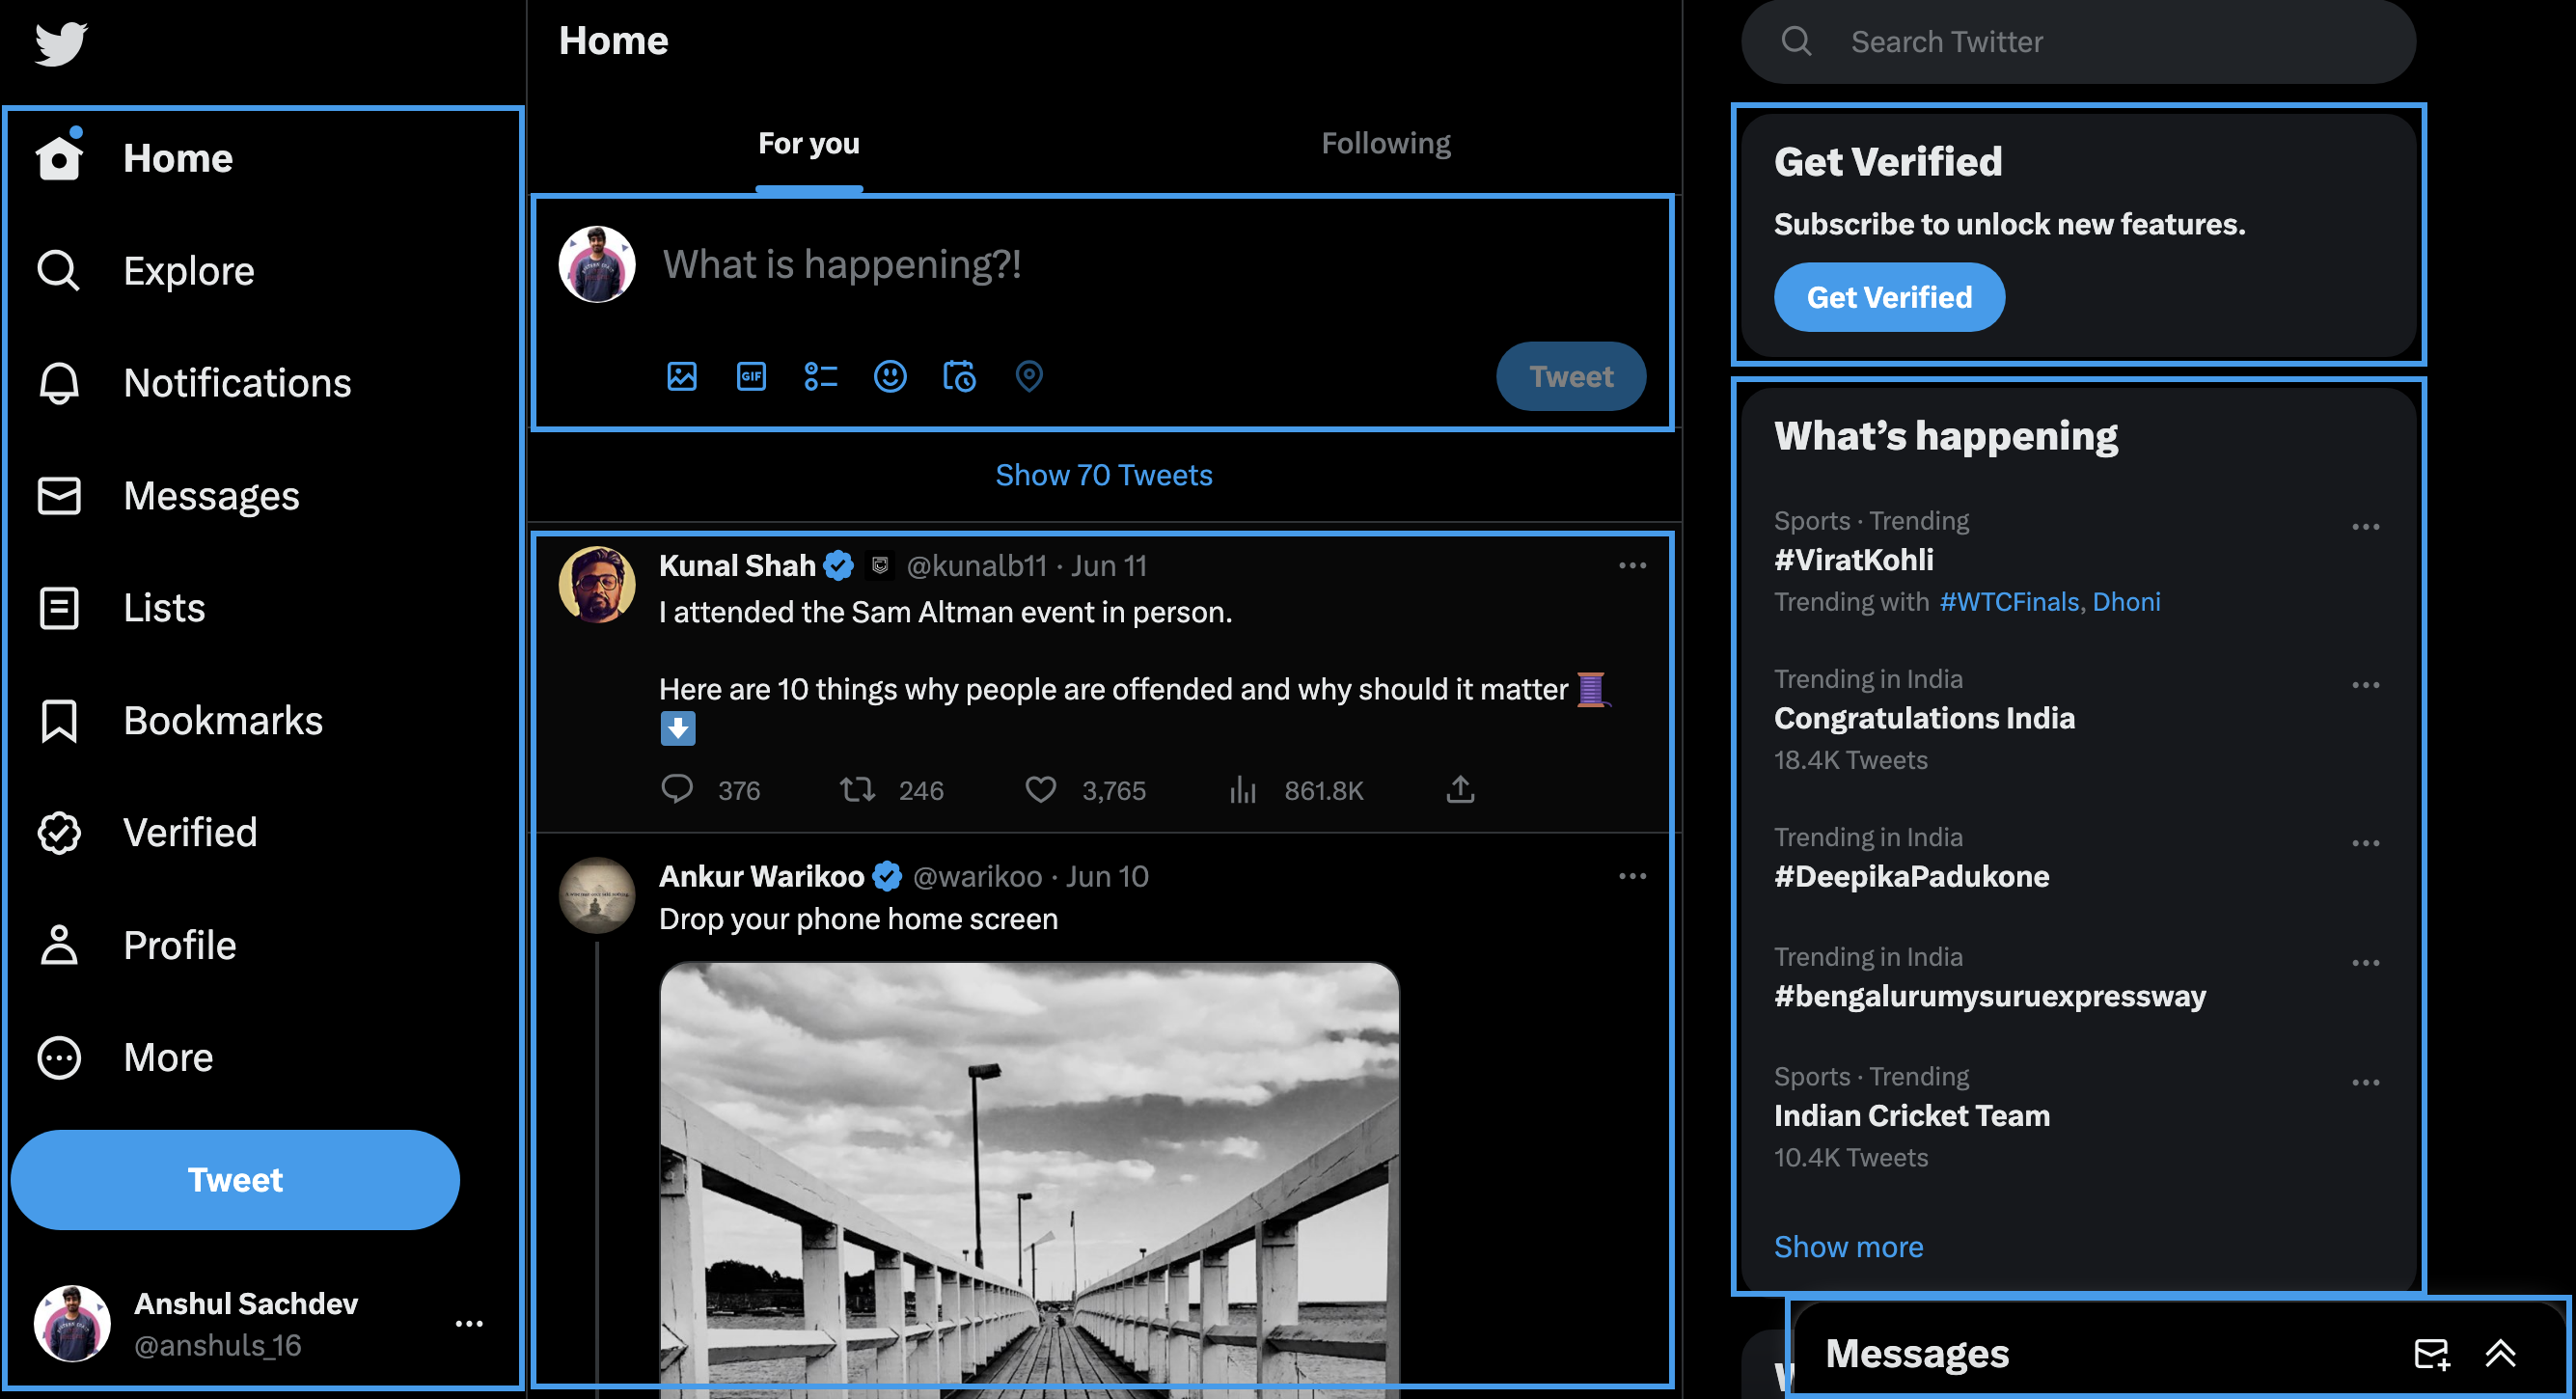 Home
Explore
Notifications
Messages
Lists
Bookmarks
Verified
Profile
More
Tweet
Anshul Sachdev
@anshuls_16
Home
For you
Following
What is happening?!
GIF
Tweet
Show 70 Tweets
Kunal Shah @kunalb11 · Jun 11
I attended the Sam Altman event in person.
Here are 10 things why people are offended and why should it matter 🧵
⬇️
376 246 3,765 861.8K
Ankur Warikoo @warikoo · Jun 10
Drop your phone home screen
Search Twitter
Get Verified
Subscribe to unlock new features.
Get Verified
What’s happening
Sports · Trending
#ViratKohli
Trending with #WTCFinals, Dhoni
Trending in India
Congratulations India
18.4K Tweets
Trending in India
#DeepikaPadukone
Trending in India
#bengalurumysuruexpressway
Sports · Trending
Indian Cricket Team
10.4K Tweets
Show more
Messages